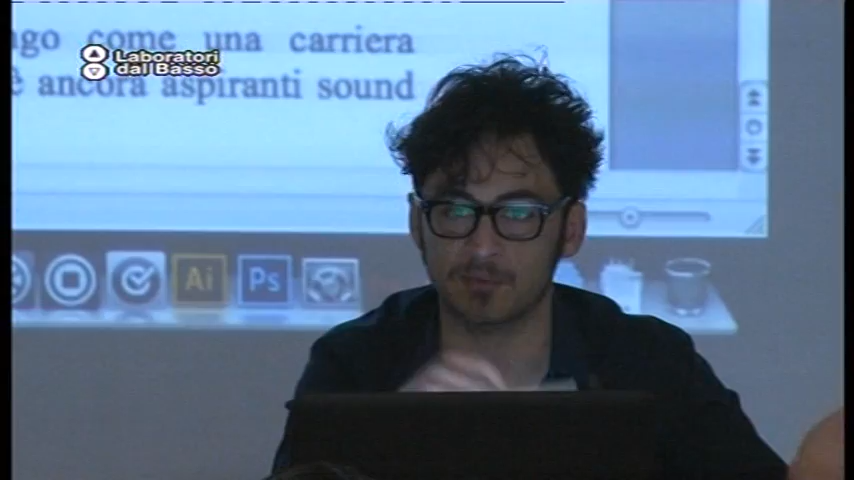 ago come una carriera
è ancora aspiranti sound
Laboratori
dal Basso
Ai
Ps